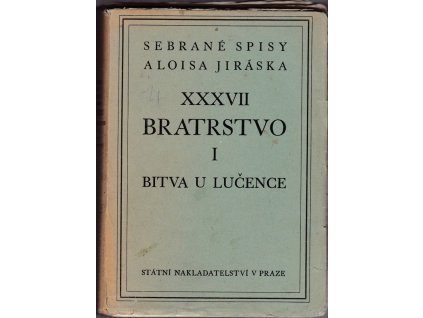 SEBRANÉ SPISY
ALOISA JIRÁSKA
XXXVII
BRATRSTVO
I
BITVA U LUČENCE
STÁTNÍ NAKLADATELSTVÍ V PRAZE